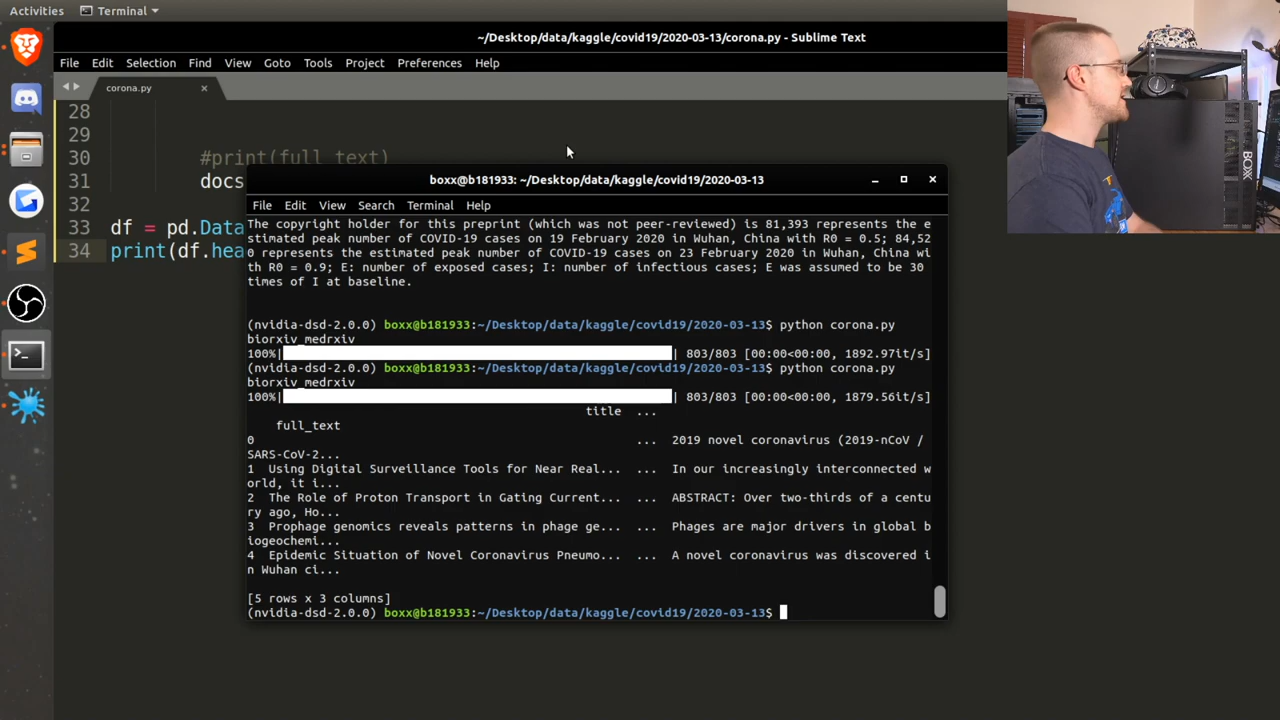 Activities
Terminal
~/Desktop/data/kaggle/covid19/2020-03-13/corona.py - Sublime Text
File Edit Selection Find View Goto Tools Project Preferences Help
corona.py
28
29
30 #print(full_text)
31 docs
32
33 df = pd.Data
34 print(df.hea
boxx@b181933: ~/Desktop/data/kaggle/covid19/2020-03-13
File Edit View Search Terminal Help
The copyright holder for this preprint (which was not peer-reviewed) is 81,393 represents the e
stimated peak number of COVID-19 cases on 19 February 2020 in Wuhan, China with R0 = 0.5; 84,52
0 represents the estimated peak number of COVID-19 cases on 23 February 2020 in Wuhan, China wi
th R0 = 0.9; E: number of exposed cases; I: number of infectious cases; E was assumed to be 30
times of I at baseline.
(nvidia-dsd-2.0.0) boxx@b181933:~/Desktop/data/kaggle/covid19/2020-03-13$ python corona.py
biorxiv_medrxiv
100%| | 803/803 [00:00<00:00, 1892.97it/s]
(nvidia-dsd-2.0.0) boxx@b181933:~/Desktop/data/kaggle/covid19/2020-03-13$ python corona.py
biorxiv_medrxiv
100%| | 803/803 [00:00<00:00, 1879.56it/s]
title ...
full_text
0 ... 2019 novel coronavirus (2019-nCoV /
SARS-CoV-2...
1 Using Digital Surveillance Tools for Near Real... ... In our increasingly interconnected w
orld, it i...
2 The Role of Proton Transport in Gating Current... ... ABSTRACT: Over two-thirds of a centu
ry ago, Ho...
3 Prophage genomics reveals patterns in phage ge... ... Phages are major drivers in global b
iogeochemi...
4 Epidemic Situation of Novel Coronavirus Pneumo... ... A novel coronavirus was discovered i
n Wuhan ci...
[5 rows x 3 columns]
(nvidia-dsd-2.0.0) boxx@b181933:~/Desktop/data/kaggle/covid19/2020-03-13$
BOXX